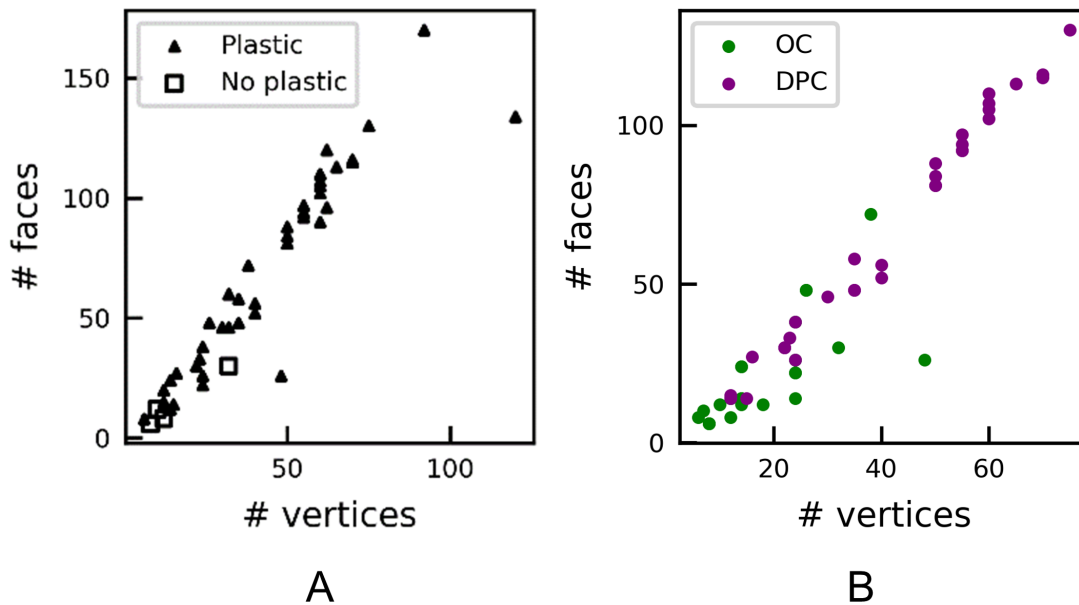 Plastic
No plastic
150
100
50
0
50 100
# vertices
# faces
A
OC
DPC
100
50
0
20 40 60
# vertices
# faces
B